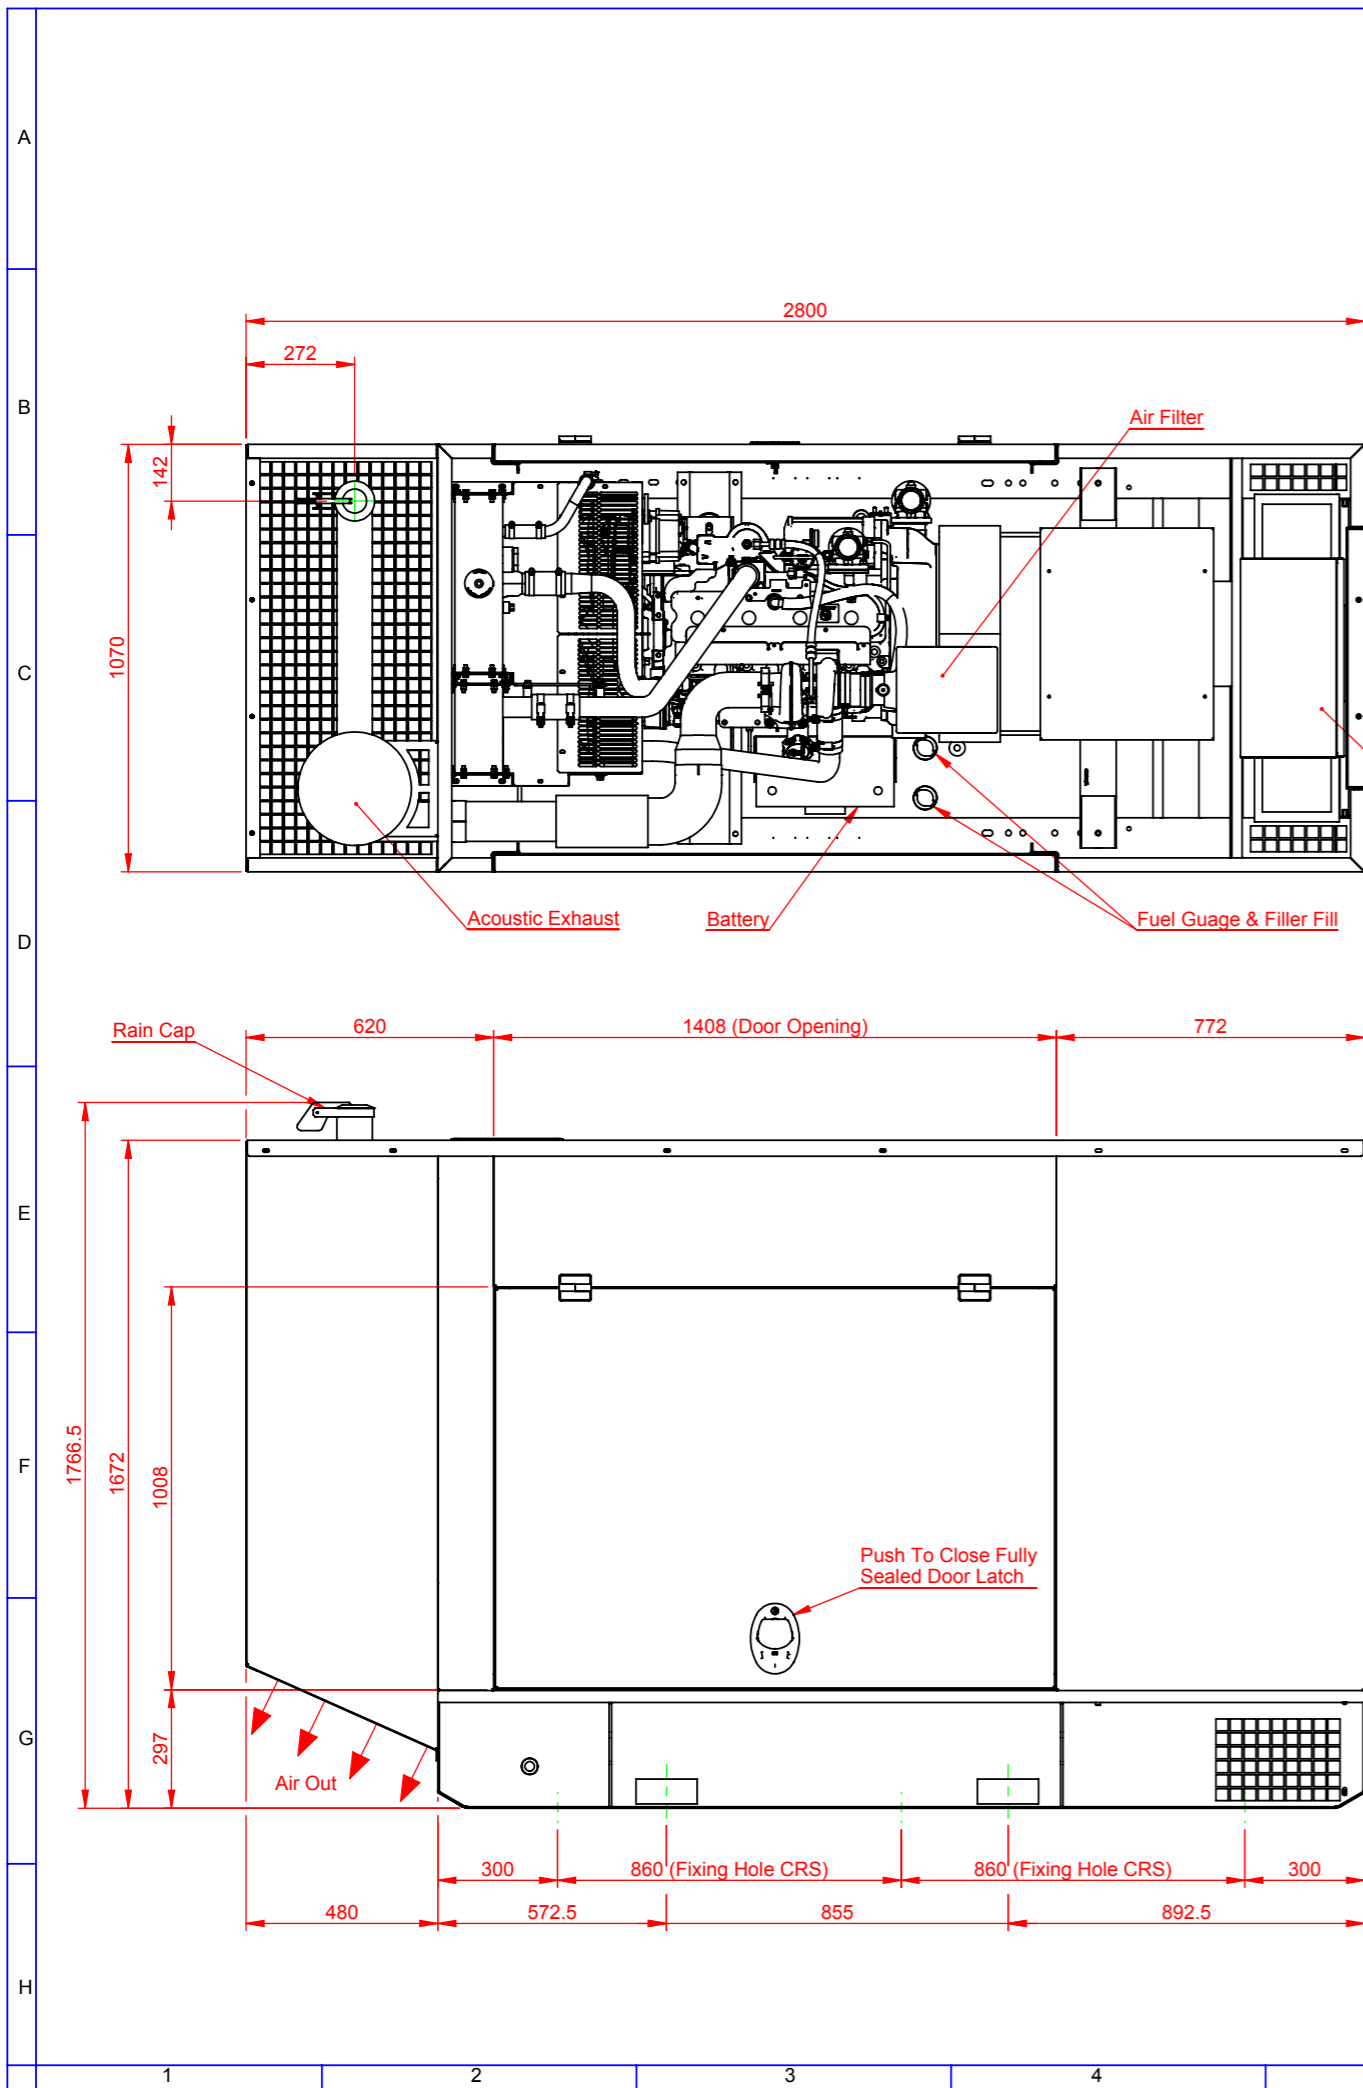 A
B
C
D
E
F
G
H
2800
272
142
1070
Air Filter
Acoustic Exhaust
Battery
Fuel Guage & Filler Fill
Rain Cap
620
1408 (Door Opening)
772
1766.5
1672
1008
297
Push To Close Fully
Sealed Door Latch
Air Out
300
860 (Fixing Hole CRS)
860 (Fixing Hole CRS)
300
480
572.5
855
892.5
1
2
3
4